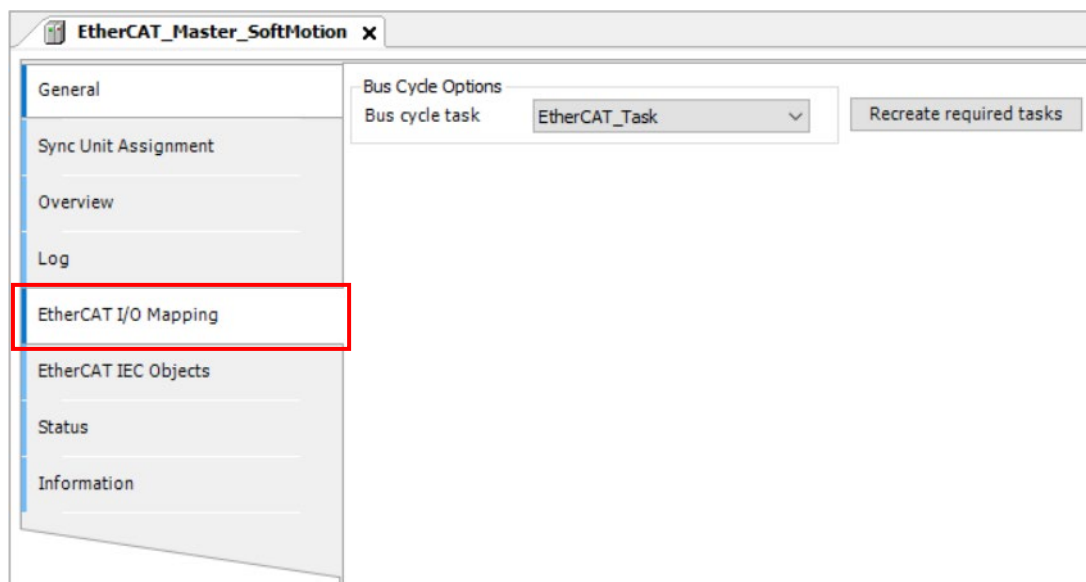 EtherCAT_Master_SoftMotion
General
Sync Unit Assignment
Overview
Log
EtherCAT I/O Mapping
EtherCAT IEC Objects
Status
Information
Bus Cycle Options
Bus cycle task EtherCAT_Task Recreate required tasks